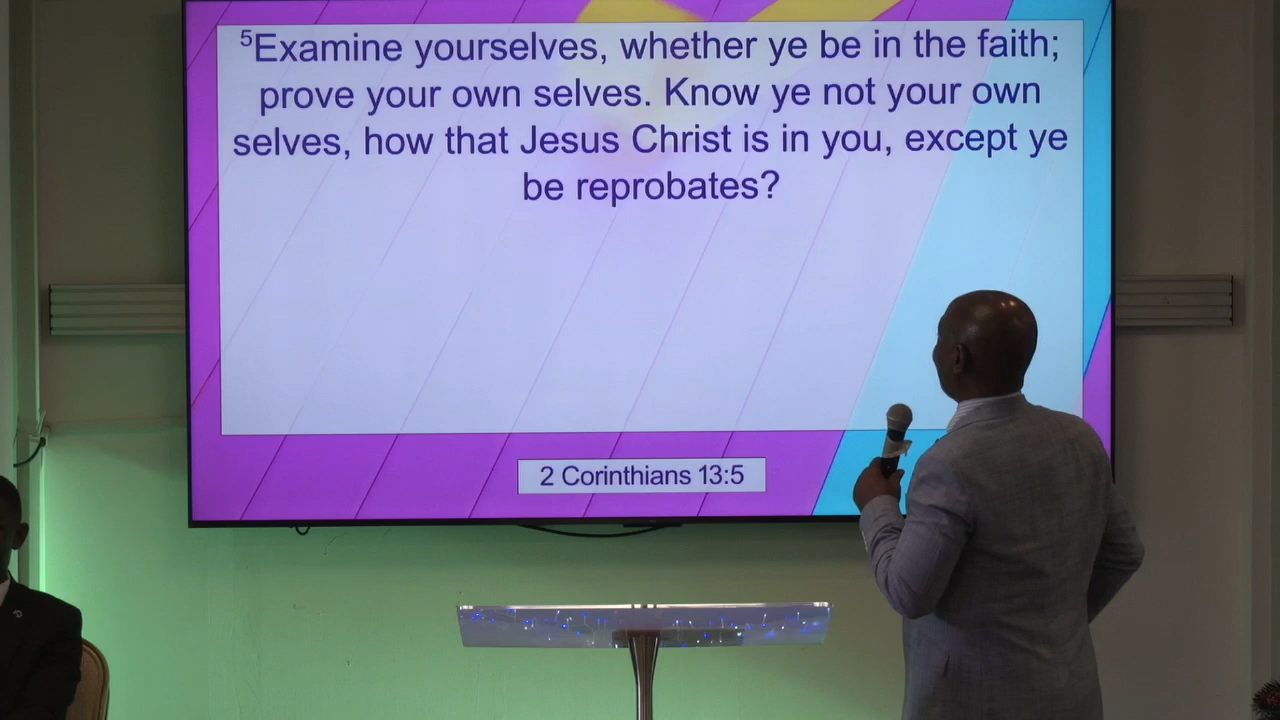 ⁵Examine yourselves, whether ye be in the faith;
prove your own selves. Know ye not your own
selves, how that Jesus Christ is in you, except ye
be reprobates?
2 Corinthians 13:5